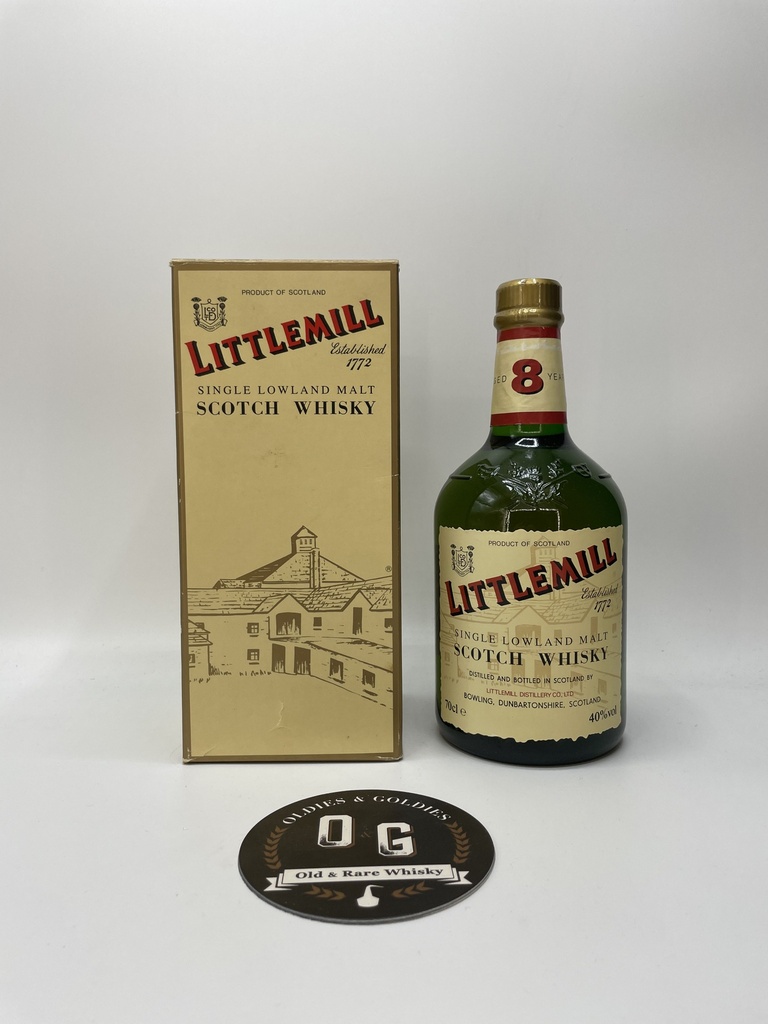 PRODUCT OF SCOTLAND
LITTLEMILL
Established
1772
SINGLE LOWLAND MALT
SCOTCH WHISKY
®
AGED 8 YEA
PRODUCT OF SCOTLAND
LITTLEMILL
Established
1772
SINGLE LOWLAND MALT
SCOTCH WHISKY
DISTILLED AND BOTTLED IN SCOTLAND BY
LITTLEMILL DISTILLERY CO. LTD.
BOWLING, DUNBARTONSHIRE, SCOTLAND
70cl e 40%vol
OLDIES & GOLDIES
O & G
Old & Rare Whisky